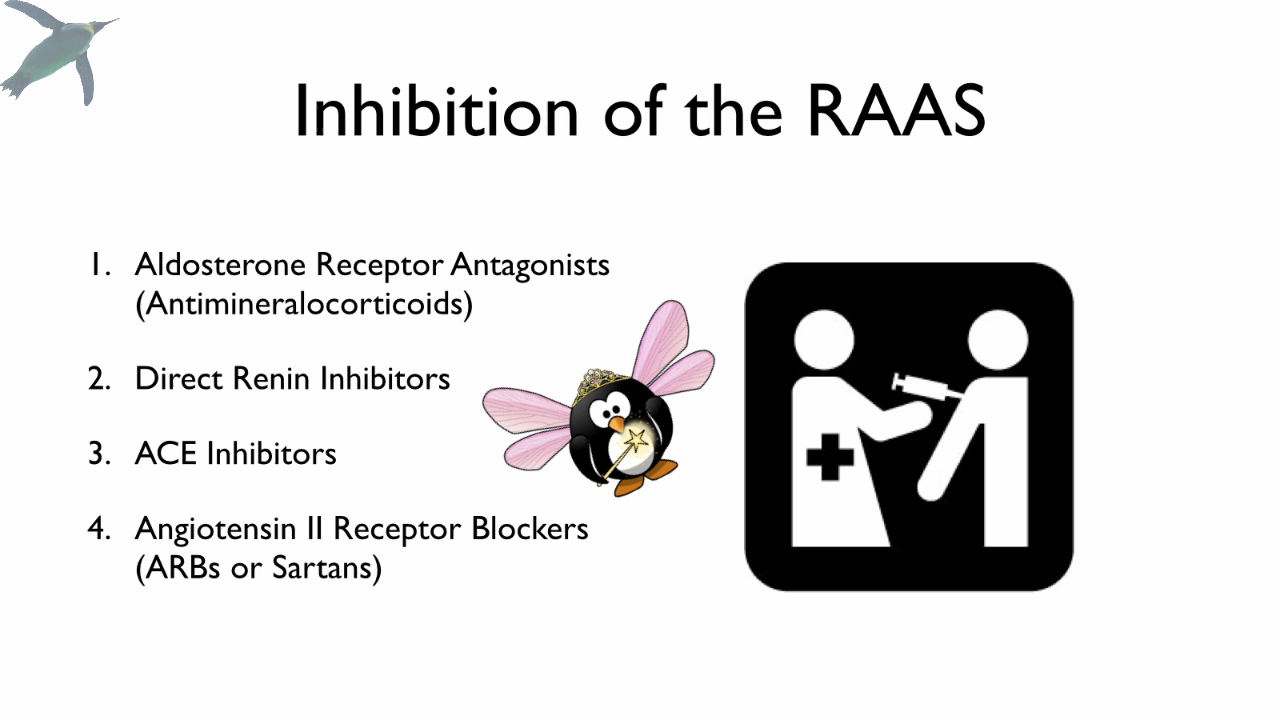 Inhibition of the RAAS
1. Aldosterone Receptor Antagonists
(Antimineralocorticoids)
2. Direct Renin Inhibitors
3. ACE Inhibitors
4. Angiotensin II Receptor Blockers
(ARBs or Sartans)